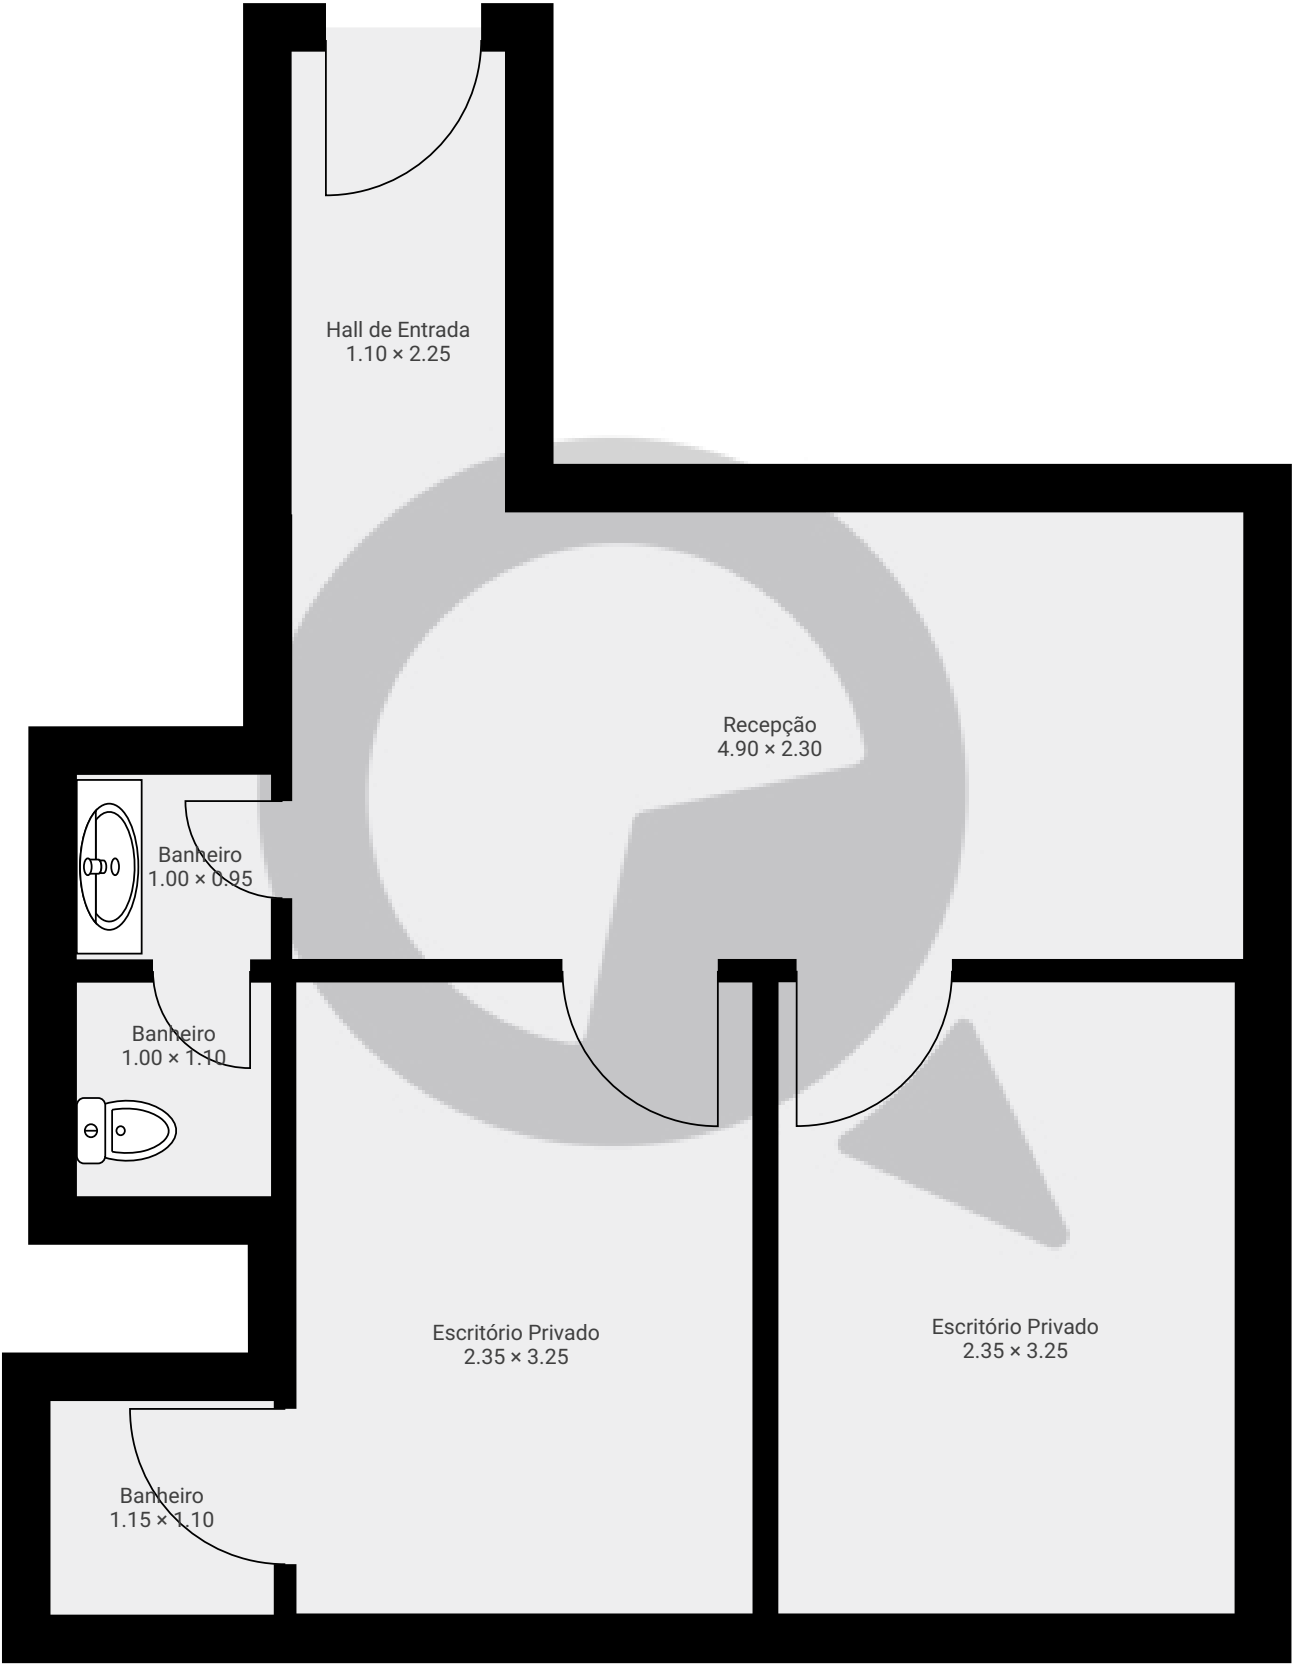 Hall de Entrada
1.10 × 2.25
Recepção
4.90 × 2.30
Banheiro
1.00 × 0.95
Banheiro
1.00 × 1.10
Escritório Privado
2.35 × 3.25
Escritório Privado
2.35 × 3.25
Banheiro
1.15 × 1.10